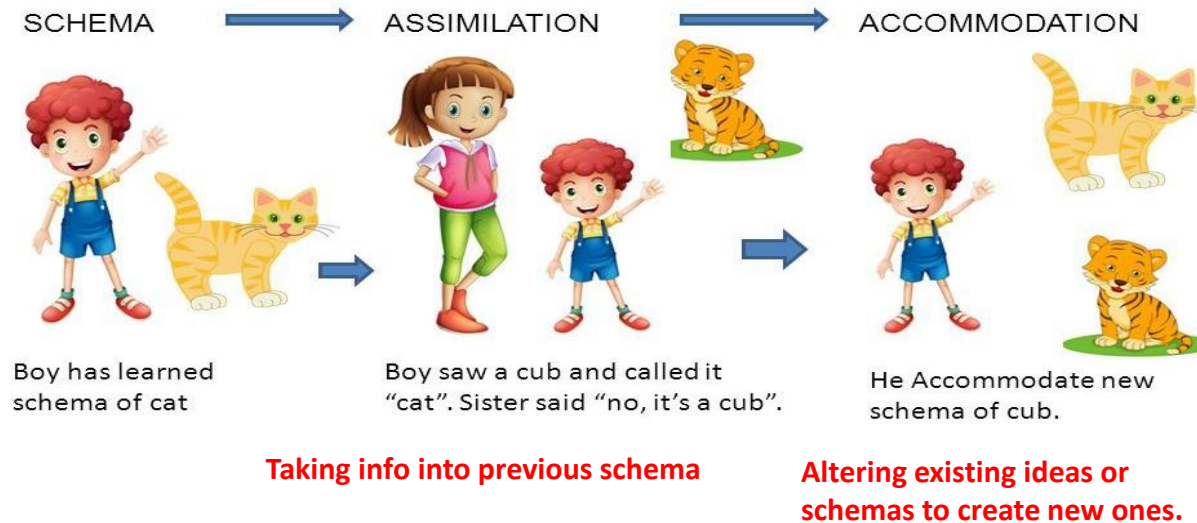 SCHEMA
ASSIMILATION
ACCOMMODATION
Boy has learned
schema of cat
Boy saw a cub and called it
“cat”. Sister said “no, it’s a cub”.
He Accommodate new
schema of cub.
Taking info into previous schema
Altering existing ideas or
schemas to create new ones.